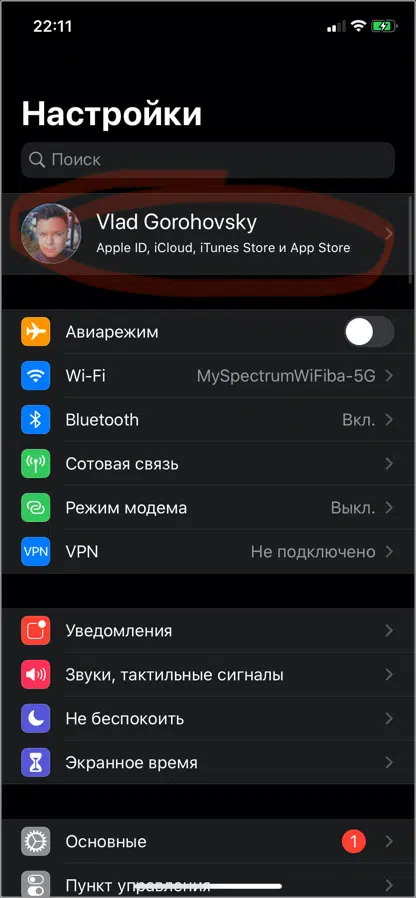 22:11
Настройки
Поиск
Vlad Gorohovsky
Apple ID, iCloud, iTunes Store и App Store
Авиарежим
Wi-Fi MySpectrumWiFiba-5G
Bluetooth Вкл.
Сотовая связь
Режим модема Выкл.
VPN VPN Не подключено
Уведомления
Звуки, тактильные сигналы
Не беспокоить
Экранное время
Основные 1
Пункт управления